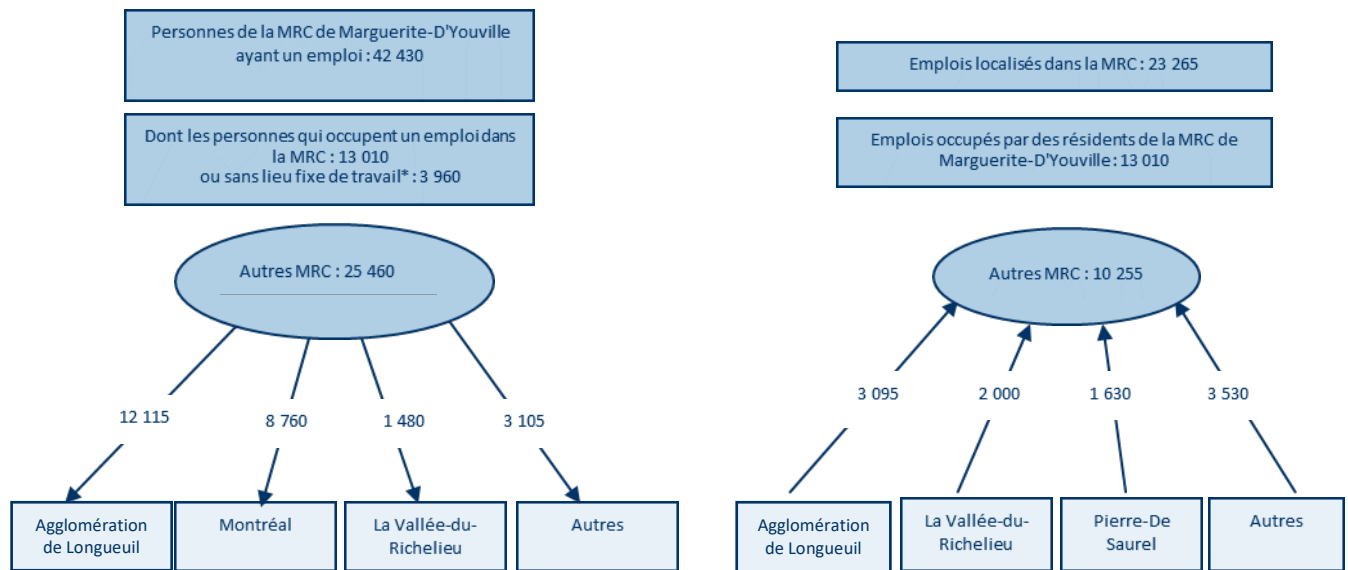 Personnes de la MRC de Marguerite-D'Youville
ayant un emploi : 42 430
Dont les personnes qui occupent un emploi dans
la MRC : 13 010
ou sans lieu fixe de travail* : 3 960
Autres MRC : 25 460
12 115
8 760
1 480
3 105
Agglomération
de Longueuil
Montréal
La Vallée-du-
Richelieu
Autres
Emplois localisés dans la MRC : 23 265
Emplois occupés par des résidents de la MRC de
Marguerite-D'Youville : 13 010
Autres MRC : 10 255
3 095
2 000
1 630
3 530
Agglomération
de Longueuil
La Vallée-du-
Richelieu
Pierre-De
Saurel
Autres